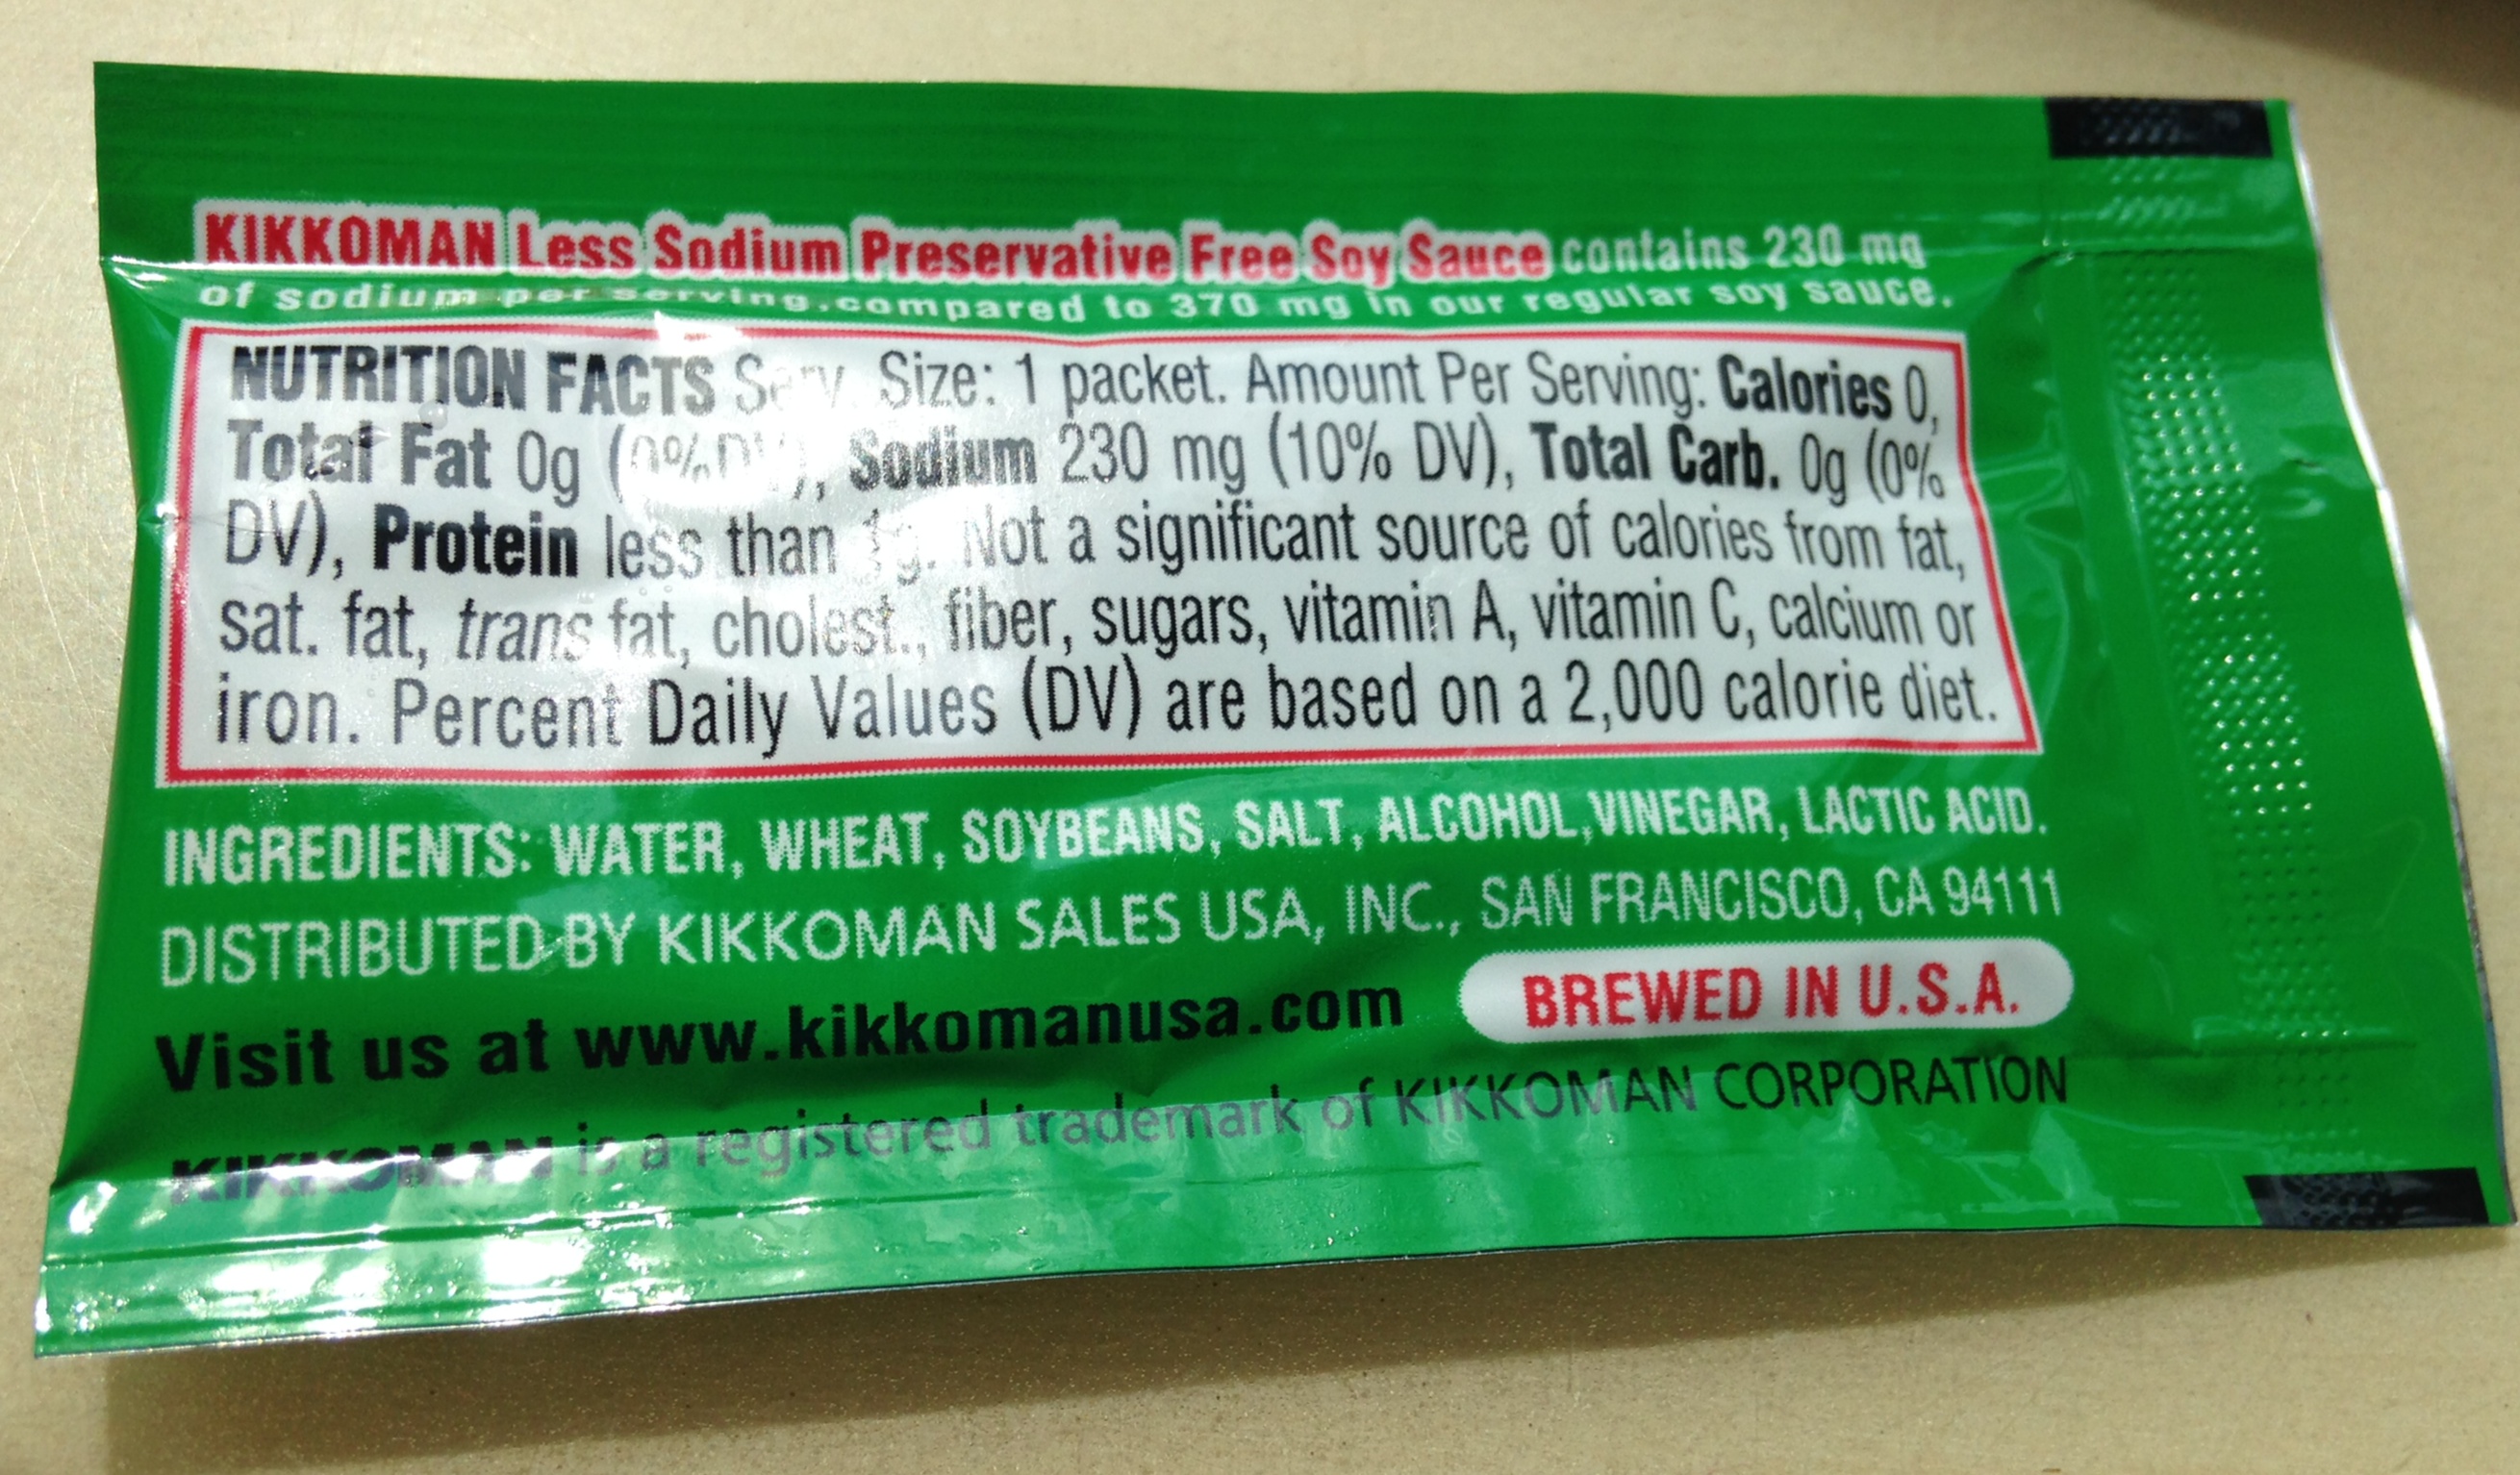 KIKKOMAN Less Sodium Preservative Free Soy Sauce contains 230 mg
of sodium per serving, compared to 370 mg in our regular soy sauce.
NUTRITION FACTS Serv. Size: 1 packet. Amount Per Serving: Calories 0,
Total Fat 0g (0% DV), Sodium 230 mg (10% DV), Total Carb. 0g (0%
DV), Protein less than 1g. Not a significant source of calories from fat,
sat. fat, trans fat, cholest., fiber, sugars, vitamin A, vitamin C, calcium or
iron. Percent Daily Values (DV) are based on a 2,000 calorie diet.
INGREDIENTS: WATER, WHEAT, SOYBEANS, SALT, ALCOHOL, VINEGAR, LACTIC ACID.
DISTRIBUTED BY KIKKOMAN SALES USA, INC., SAN FRANCISCO, CA 94111
Visit us at www.kikkomanusa.com BREWED IN U.S.A.
KIKKOMAN is a registered trademark of KIKKOMAN CORPORATION